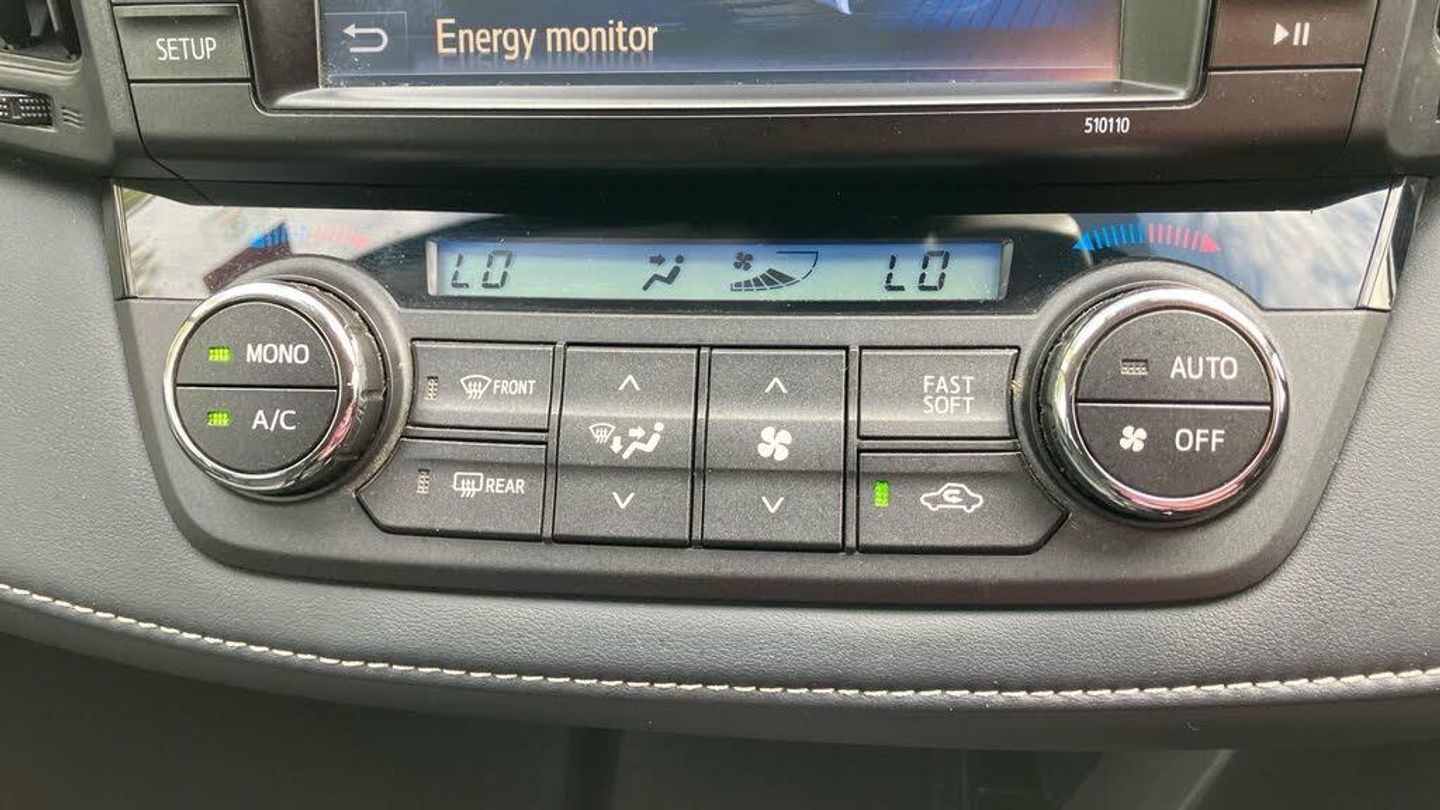 SETUP
Energy monitor
510110
LO
LO
MONO
A/C
FRONT
REAR
FAST
SOFT
AUTO
OFF